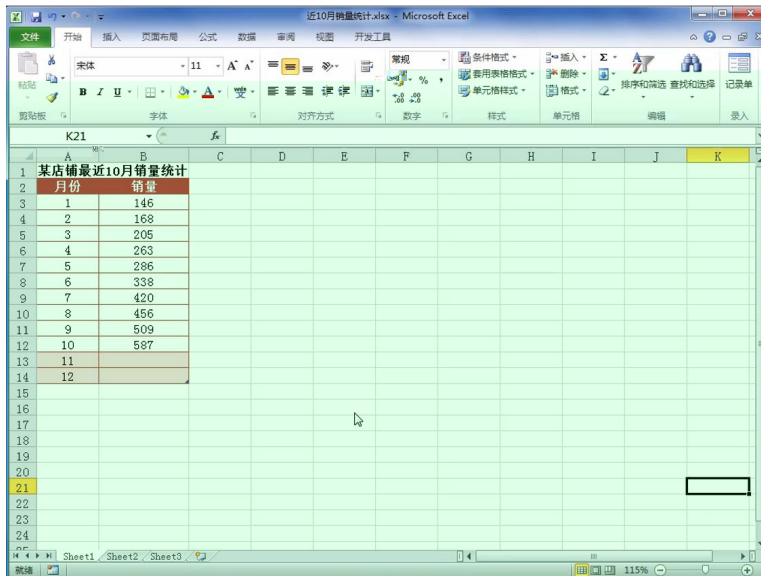 近10月销量统计.xlsx - Microsoft Excel
文件 开始 插入 页面布局 公式 数据 审阅 视图 开发工具
粘贴 宋体 11 A A 常规 条件格式 插入 Σ 排序和筛选 查找和选择 记录单
B I U A 变 % , 套用表格格式 删除
.00 .00 单元格样式 格式
剪贴板 字体 对齐方式 数字 样式 单元格 编辑 录入
K21 fx
A B C D E F G H I J K
1 某店铺最近10月销量统计
2 月份 销量
3 1 146
4 2 168
5 3 205
6 4 263
7 5 286
8 6 338
9 7 420
10 8 456
11 9 509
12 10 587
13 11
14 12
15
16
17
18
19
20
21
22
23
24
Sheet1 Sheet2 Sheet3
就绪 115%